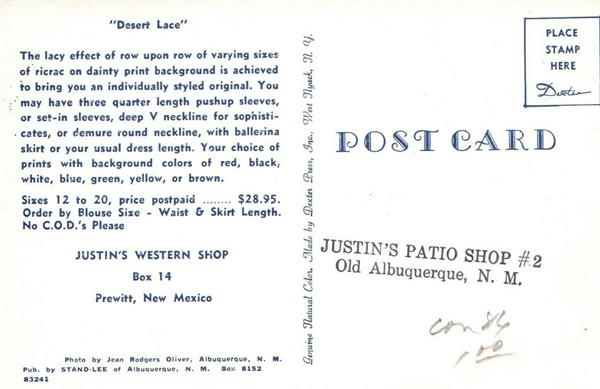 "Desert Lace"
The lacy effect of row upon row of varying sizes
of ricrac on dainty print background is achieved
to bring you an individually styled original. You
may have three quarter length pushup sleeves,
or set-in sleeves, deep V neckline for sophisti-
cates, or demure round neckline, with ballerina
skirt or your usual dress length. Your choice of
prints with background colors of red, black,
white, blue, green, yellow, or brown.
Sizes 12 to 20, price postpaid ........ $28.95.
Order by Blouse Size - Waist & Skirt Length.
No C.O.D.'s Please
JUSTIN'S WESTERN SHOP
Box 14
Prewitt, New Mexico
Photo by Jean Rodgers Oliver, Albuquerque, N. M.
Pub. by STAND-LEE of Albuquerque, N. M. Box 8152
83241
Genuine Natural Color. Made by Dexter Press, Inc., West Nyack, N. Y.
PLACE
STAMP
HERE
Dexter
POST CARD
JUSTIN'S PATIO SHOP #2
Old Albuquerque, N. M.
1.00